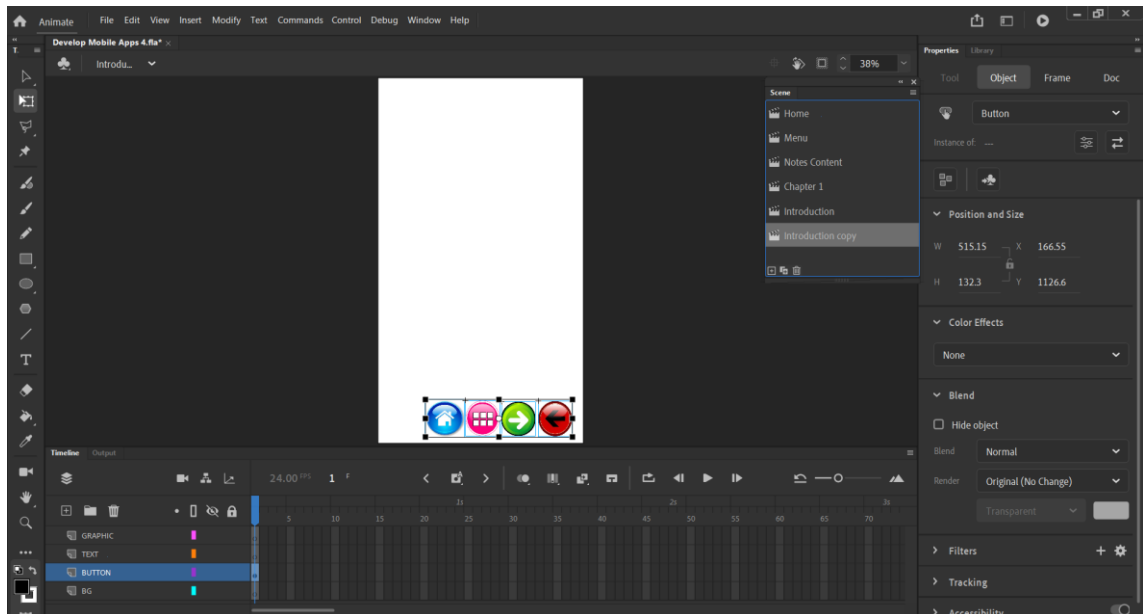 Animate File Edit View Insert Modify Text Commands Control Debug Window Help
Develop Mobile Apps 4.fla* ×
T.
Introdu...
38%
Properties Library
Tool Object Frame Doc
Button
Instance of: —
Position and Size
W 515.15 X 166.55
H 132.3 Y 1126.6
Color Effects
None
Blend
Hide object
Blend Normal
Render Original (No Change)
Transparent
Filters
Tracking
Accessibility
Scene
Home
Menu
Notes Content
Chapter 1
Introduction
Introduction copy
T
Timeline Output
24.00 FPS 1 F
1s 2s 3s
5 10 15 20 25 30 35 40 45 50 55 60 65 70
GRAPHIC
TEXT
BUTTON
BG